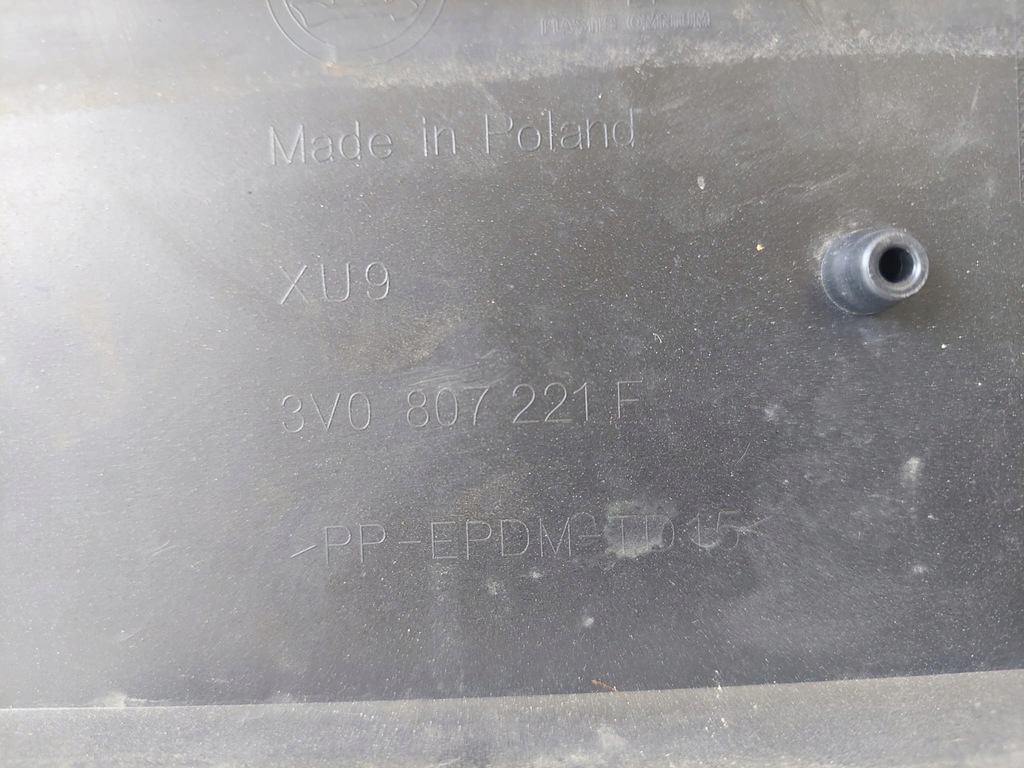 Made in Poland
XU9
3V0 807 221 F
>PP-EPDM-TD15<